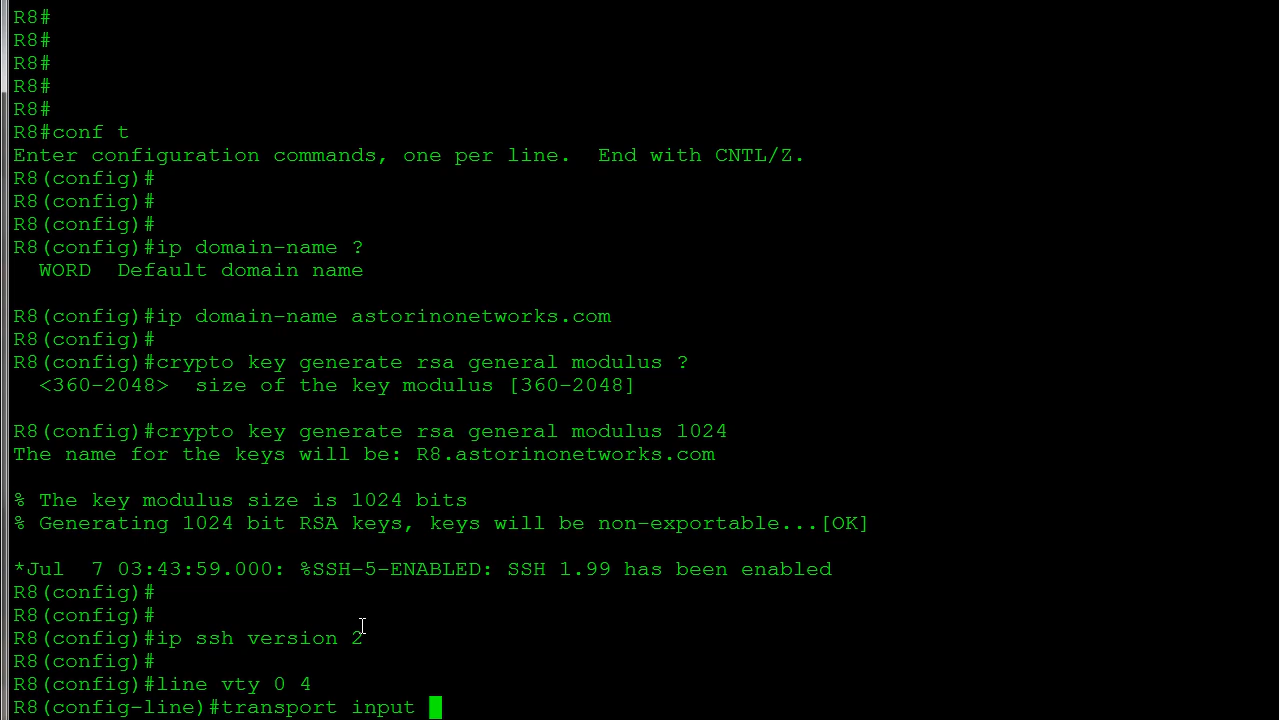 R8#
R8#
R8#
R8#
R8#
R8#conf t
Enter configuration commands, one per line.  End with CNTL/Z.
R8(config)#
R8(config)#
R8(config)#
R8(config)#ip domain-name ?
  WORD  Default domain name
R8(config)#ip domain-name astorinonetworks.com
R8(config)#
R8(config)#crypto key generate rsa general modulus ?
  <360-2048>  size of the key modulus [360-2048]
R8(config)#crypto key generate rsa general modulus 1024
The name for the keys will be: R8.astorinonetworks.com
% The key modulus size is 1024 bits
% Generating 1024 bit RSA keys, keys will be non-exportable...[OK]
*Jul  7 03:43:59.000: %SSH-5-ENABLED: SSH 1.99 has been enabled
R8(config)#
R8(config)#
R8(config)#ip ssh version 2
R8(config)#
R8(config)#line vty 0 4
R8(config-line)#transport input